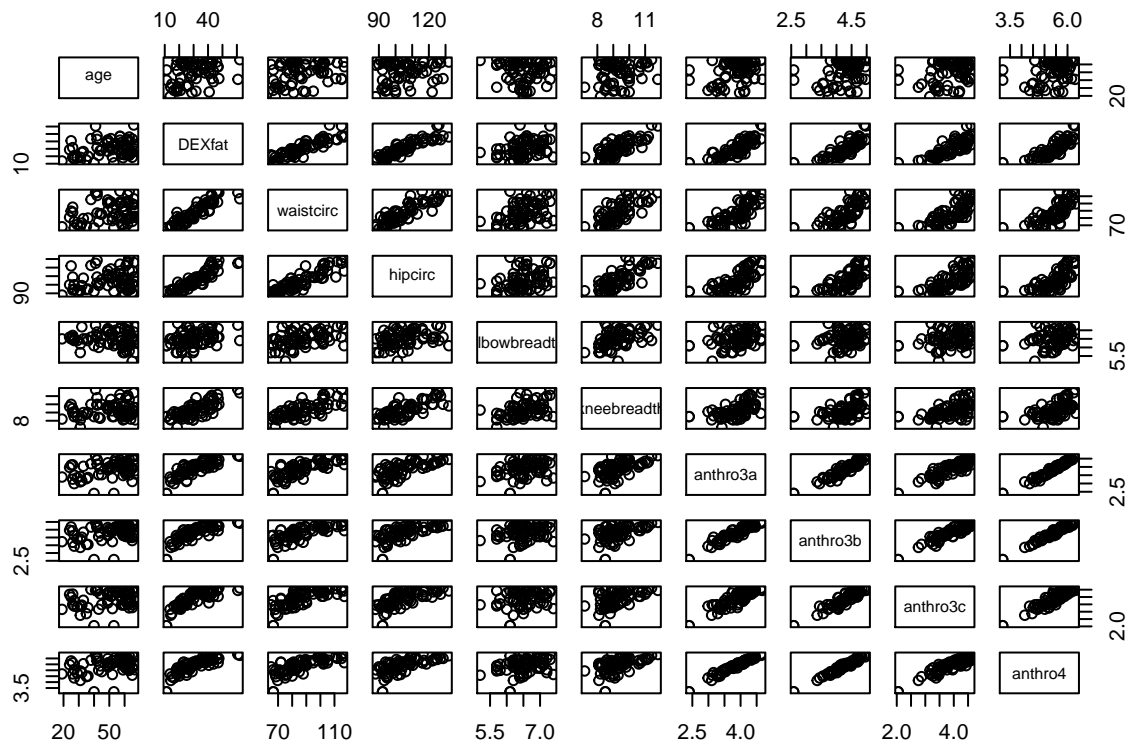 10 40
90 120
8 11
2.5 4.5
3.5 6.0
age
20
10
DEXfat
waistcirc
70
90
hipcirc
lbowbreadt
5.5
8
kneebreadth
anthro3a
2.5
2.5
anthro3b
anthro3c
2.0
3.5
anthro4
20 50
70 110
5.5 7.0
2.5 4.0
2.0 4.0